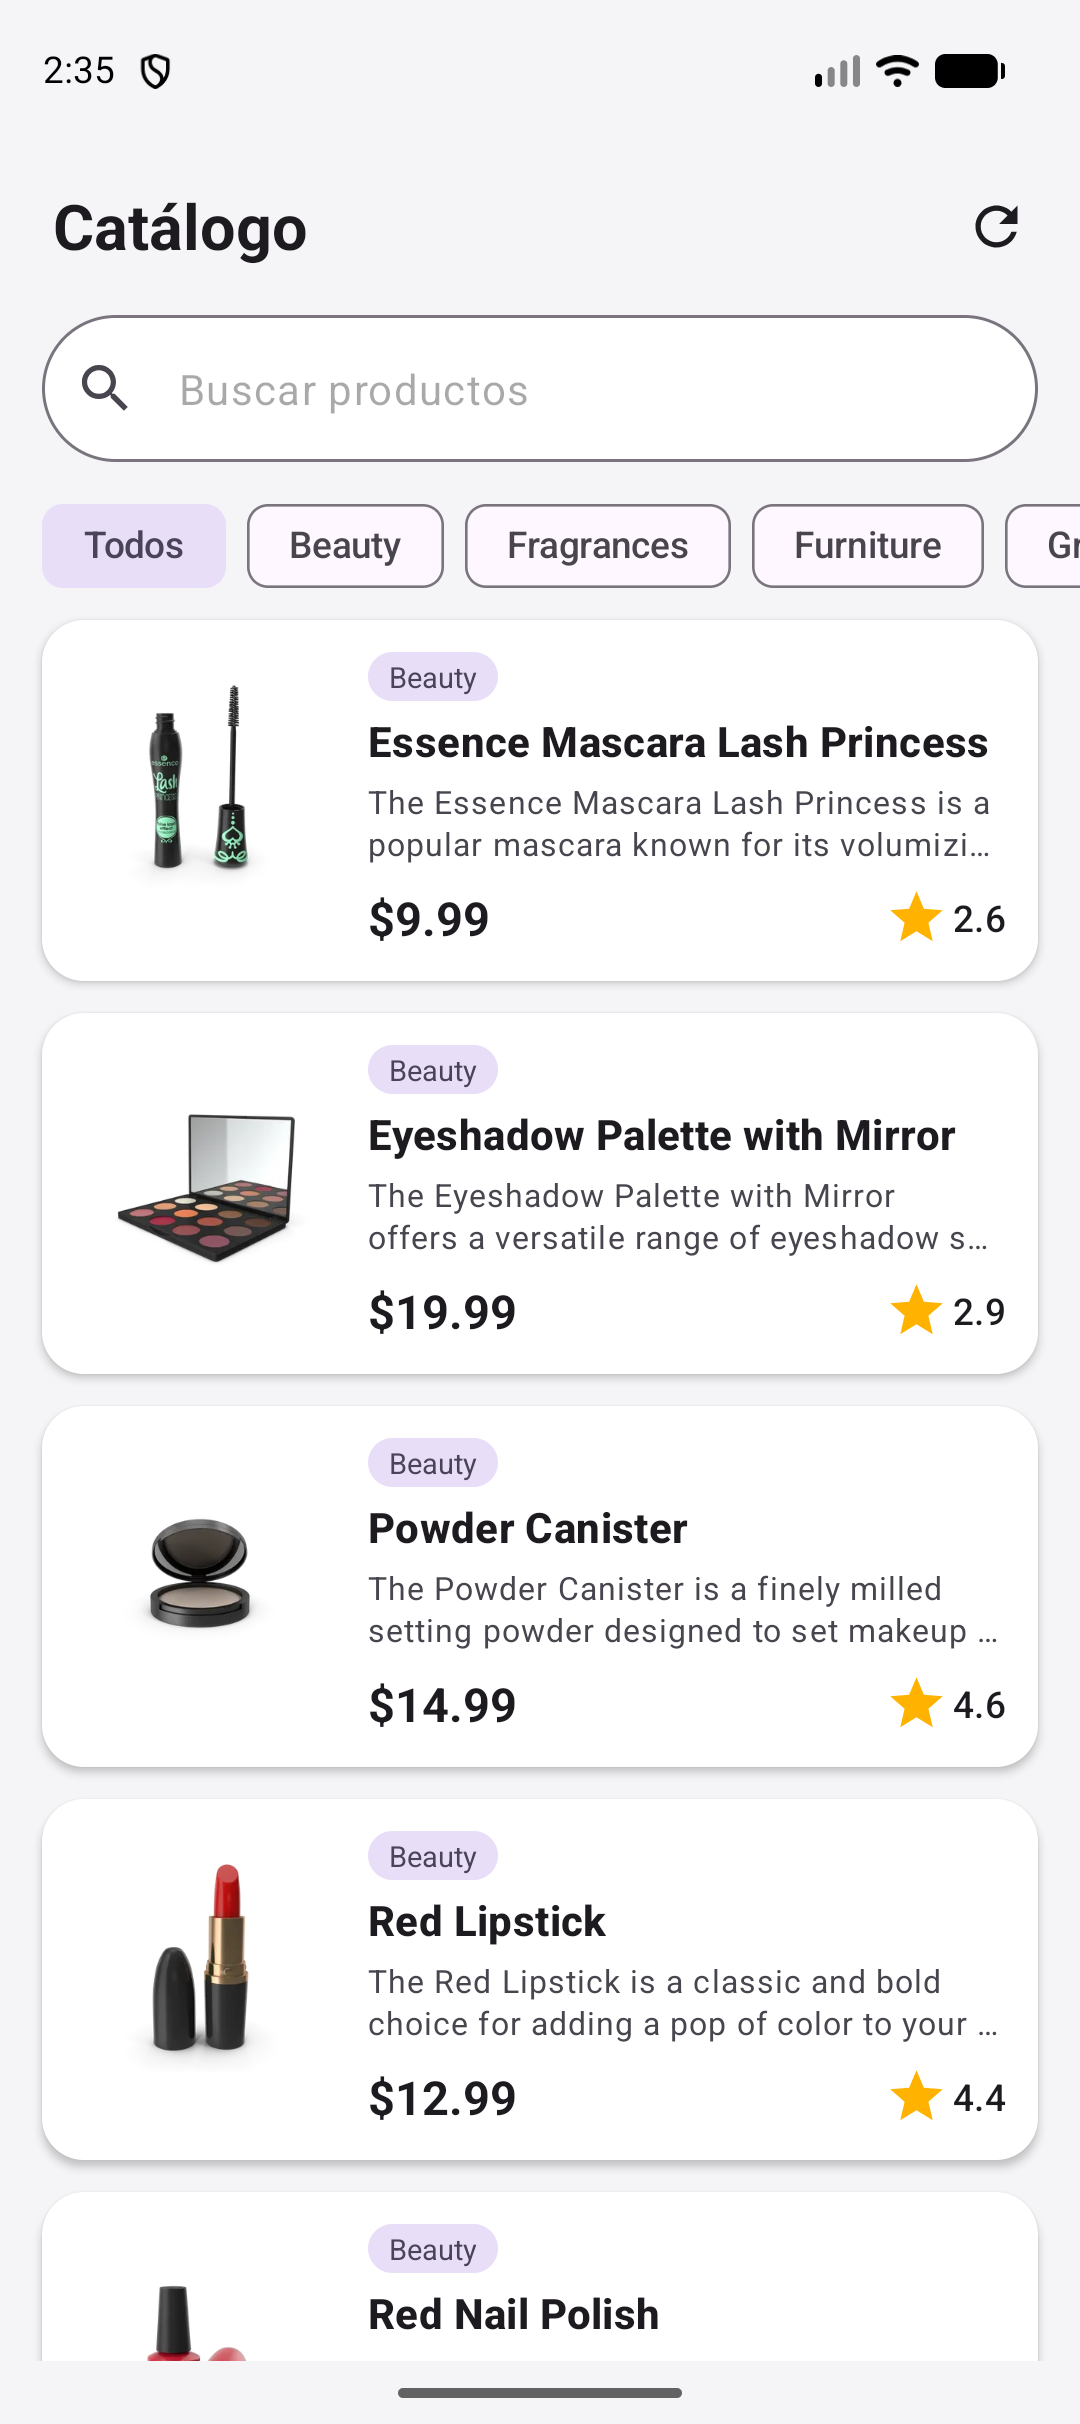 2:35
Catálogo
Buscar productos
Todos
Beauty
Fragrances
Furniture
Gr
Beauty
Essence Mascara Lash Princess
The Essence Mascara Lash Princess is a
popular mascara known for its volumizi…
$9.99
2.6
essence
Lash
Beauty
Eyeshadow Palette with Mirror
The Eyeshadow Palette with Mirror
offers a versatile range of eyeshadow s…
$19.99
2.9
Beauty
Powder Canister
The Powder Canister is a finely milled
setting powder designed to set makeup …
$14.99
4.6
Beauty
Red Lipstick
The Red Lipstick is a classic and bold
choice for adding a pop of color to your …
$12.99
4.4
Beauty
Red Nail Polish